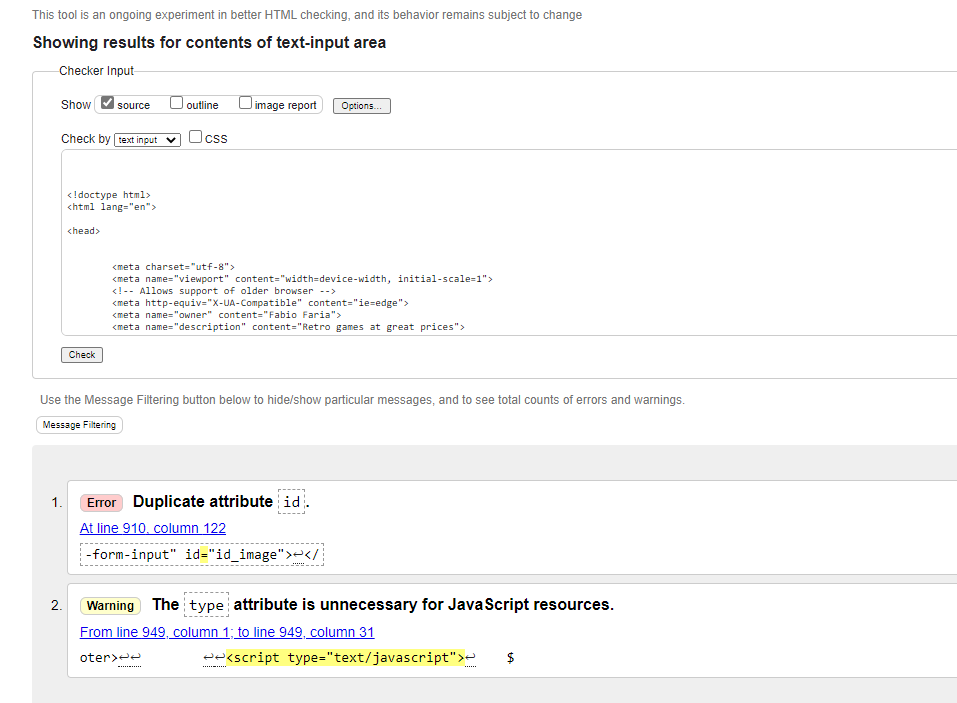 This tool is an ongoing experiment in better HTML checking, and its behavior remains subject to change
Showing results for contents of text-input area
Checker Input
Show source outline image report Options...
Check by text input CSS
<!doctype html>
<html lang="en">
<head>
<meta charset="utf-8">
<meta name="viewport" content="width=device-width, initial-scale=1">
<!-- Allows support of older browser -->
<meta http-equiv="X-UA-Compatible" content="ie=edge">
<meta name="owner" content="Fabio Faria">
<meta name="description" content="Retro games at great prices">
Check
Use the Message Filtering button below to hide/show particular messages, and to see total counts of errors and warnings.
Message Filtering
1. Error Duplicate attribute id.
At line 910, column 122
-form-input" id="id_image">↩</
2. Warning The type attribute is unnecessary for JavaScript resources.
From line 949, column 1; to line 949, column 31
oter>↩↩ ↩↩<script type="text/javascript">↩ $